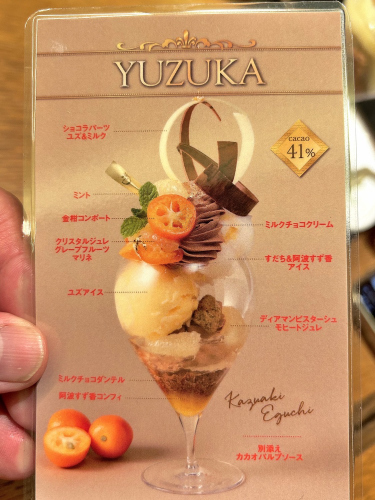 YUZUKA
cacao
41%
ショコラパーツ
ユズ&ミルク
ミント
金柑コンポート
クリスタルジュレ
グレープフルーツ
マリネ
ユズアイス
ミルクチョコダンテル
阿波すず香コンフィ
ミルクチョコクリーム
すだち&阿波すず香
アイス
ディアマンピスターシュ
モヒートジュレ
Kazuaki
Eguchi
別添え
カカオパルプソース